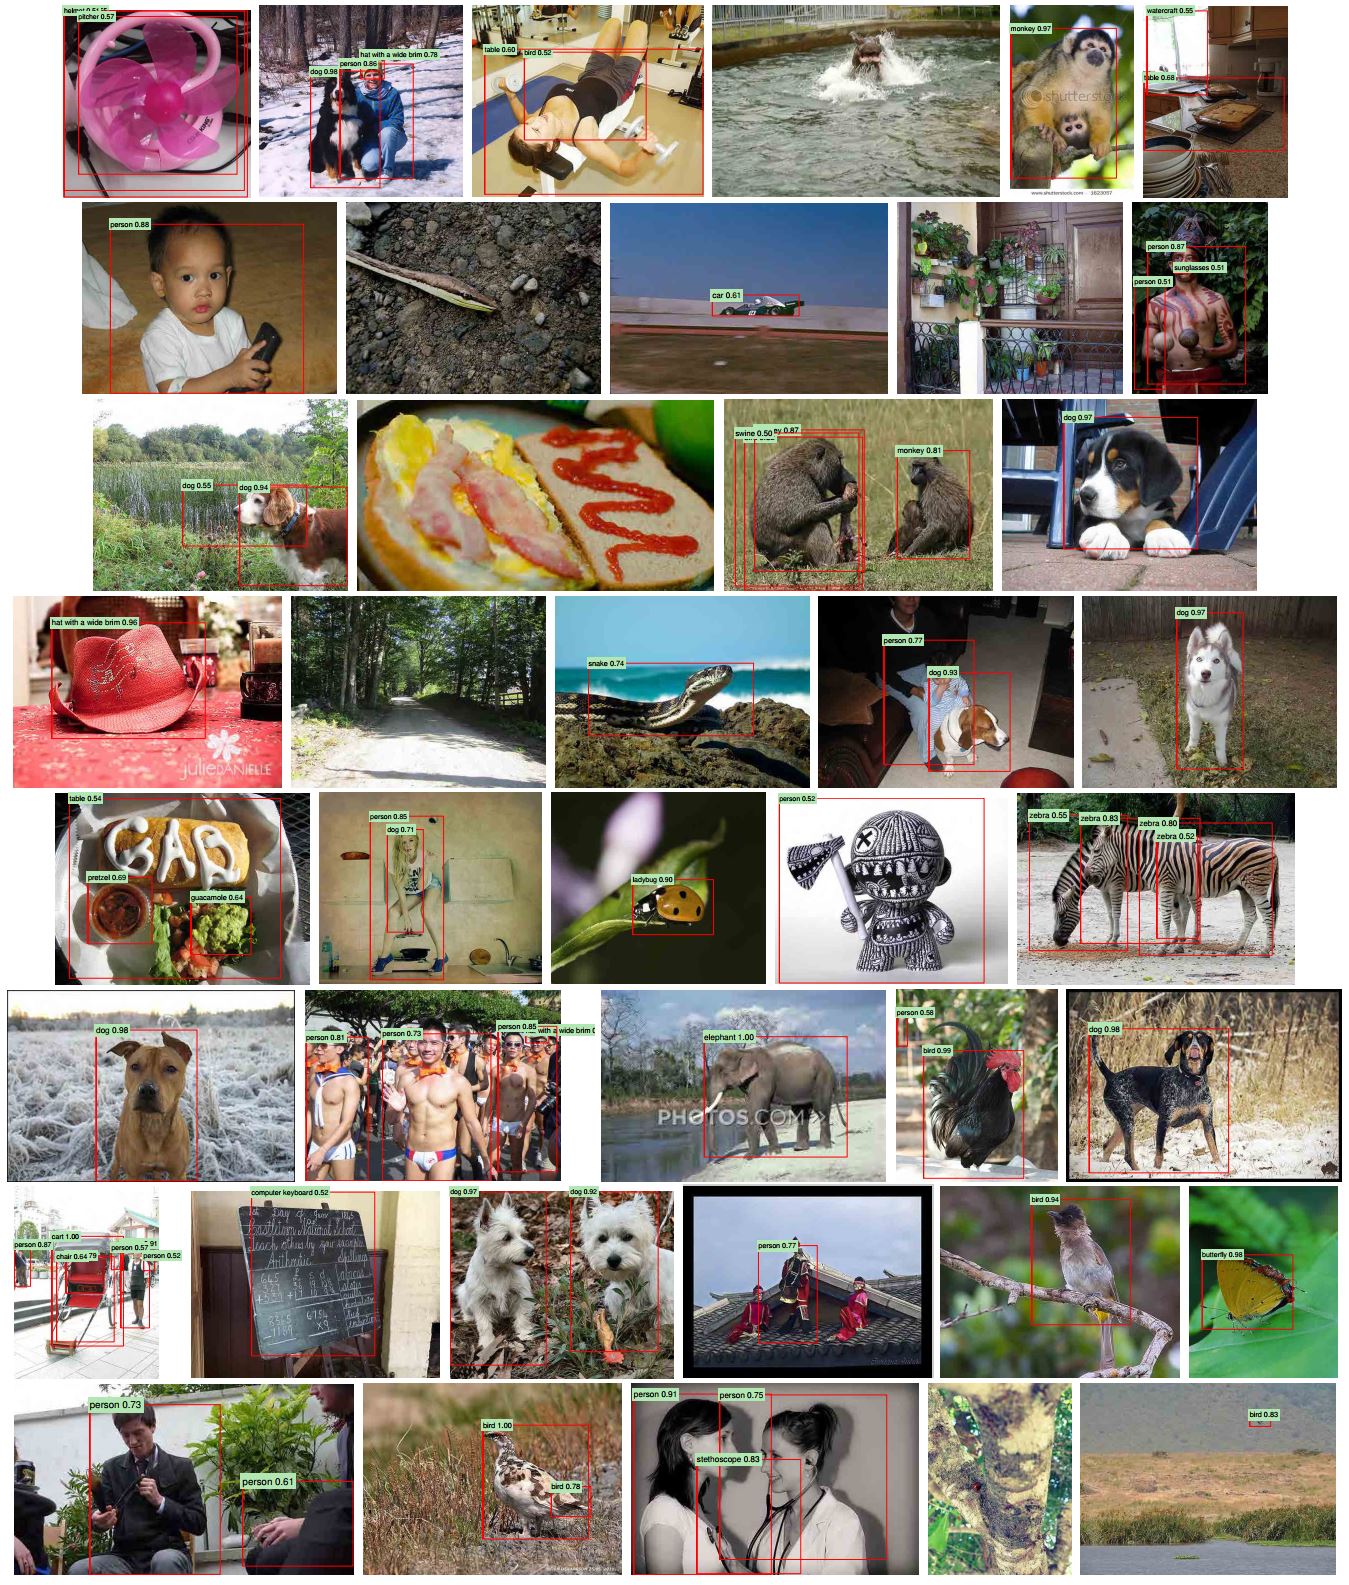 pitcher 0.57
hat with a wide brim 0.78
person 0.86
dog 0.98
table 0.60
bird 0.52
monkey 0.97
shutterstock
www.shutterstock.com
watercraft 0.55
table 0.68
person 0.88
car 0.61
person 0.87
sunglasses 0.51
person 0.51
dog 0.55
dog 0.94
swine 0.50
monkey 0.81
dog 0.97
hat with a wide brim 0.96
julieDANIELLE
snake 0.74
person 0.77
dog 0.93
dog 0.97
table 0.54
GAB
pretzel 0.69
guacamole 0.64
person 0.85
dog 0.71
ladybug 0.90
person 0.52
zebra 0.55
zebra 0.83
zebra 0.80
zebra 0.52
dog 0.98
person 0.81
person 0.73
person 0.85
elephant 1.00
PHOTOS.COM
person 0.58
bird 0.99
dog 0.98
cart 1.00
person 0.87
chair 0.64
person 0.57
person 0.52
computer keyboard 0.52
dog 0.97
dog 0.92
person 0.77
bird 0.94
butterfly 0.98
person 0.73
person 0.61
bird 1.00
bird 0.78
person 0.91
person 0.75
stethoscope 0.83
bird 0.83